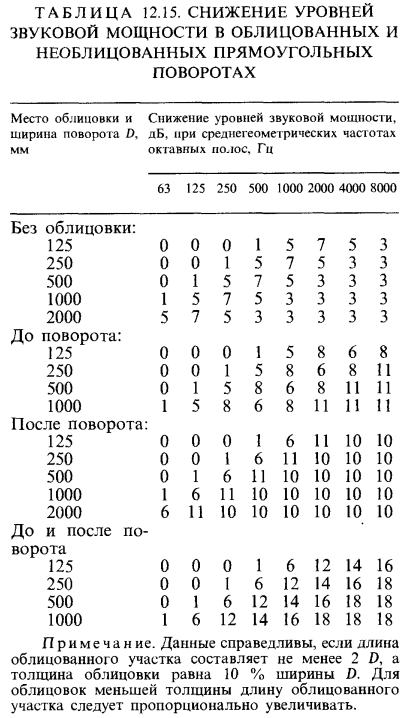 ТАБЛИЦА 12.15. СНИЖЕНИЕ УРОВНЕЙ
ЗВУКОВОЙ МОЩНОСТИ В ОБЛИЦОВАННЫХ И
НЕОБЛИЦОВАННЫХ ПРЯМОУГОЛЬНЫХ
ПОВОРОТАХ
Место облицовки и Снижение уровней звуковой мощности,
ширина поворота D, дБ, при среднегеометрических частотах
мм октавных полос, Гц
63 125 250 500 1000 2000 4000 8000
Без облицовки:
125 0 0 0 1 5 7 5 3
250 0 0 1 5 7 5 3 3
500 0 1 5 7 5 3 3 3
1000 1 5 7 5 3 3 3 3
2000 5 7 5 3 3 3 3 3
До поворота:
125 0 0 0 1 5 8 6 8
250 0 0 1 5 8 6 8 11
500 0 1 5 8 6 8 11 11
1000 1 5 8 6 8 11 11 11
После поворота:
125 0 0 0 1 6 11 10 10
250 0 0 1 6 11 10 10 10
500 0 1 6 11 10 10 10 10
1000 1 6 11 10 10 10 10 10
2000 6 11 10 10 10 10 10 10
До и после по-
ворота
125 0 0 0 1 6 12 14 16
250 0 0 1 6 12 14 16 18
500 0 1 6 12 14 16 18 18
1000 1 6 12 14 16 18 18 18
Примечание. Данные справедливы, если длина
облицованного участка составляет не менее 2 D, а
толщина облицовки равна 10 % ширины D. Для
облицовок меньшей толщины длину облицованного
участка следует пропорционально увеличивать.